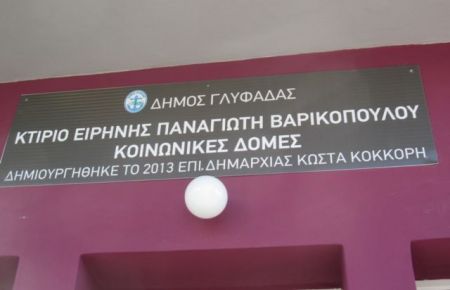 ΔΗΜΟΣ ΓΛΥΦΑΔΑΣ
ΚΤΙΡΙΟ ΕΙΡΗΝΗΣ ΠΑΝΑΓΙΩΤΗ ΒΑΡΙΚΟΠΟΥΛΟΥ
ΚΟΙΝΩΝΙΚΕΣ ΔΟΜΕΣ
ΔΗΜΙΟΥΡΓΗΘΗΚΕ ΤΟ 2013 ΕΠΙ.ΔΗΜΑΡΧΙΑΣ ΚΩΣΤΑ ΚΟΚΚΟΡΗ